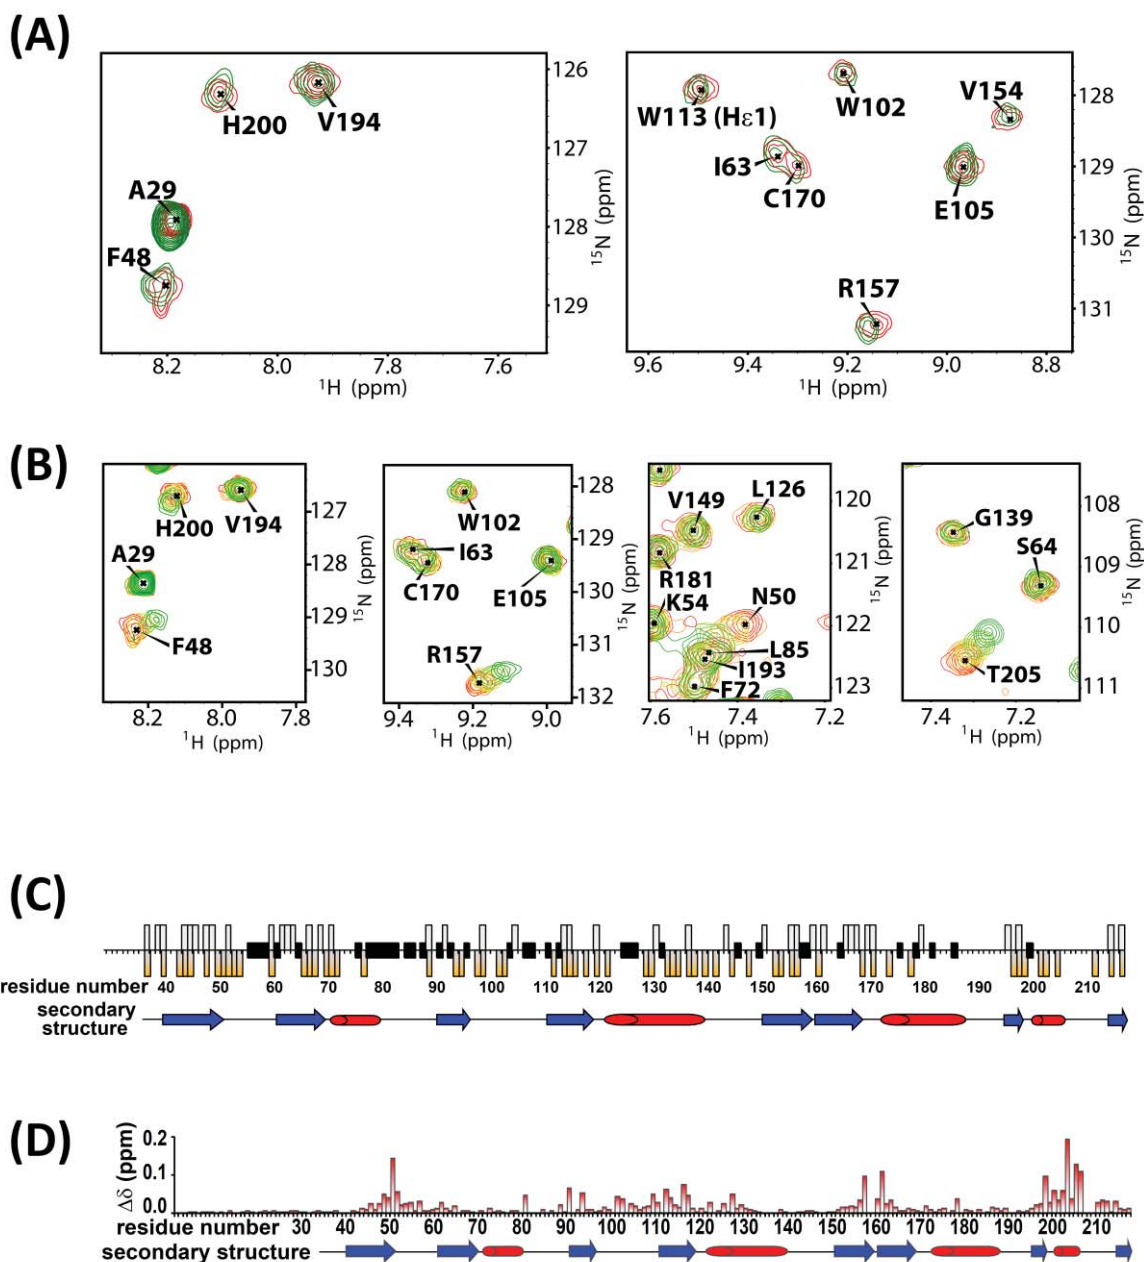 (A)
H200
V194
A29
F48
126
127
128
129
15N (ppm)
8.2 8.0 7.8 7.6
1H (ppm)
W113 (Hε1)
W102
V154
I63
C170
E105
R157
128
129
130
131
15N (ppm)
9.6 9.4 9.2 9.0 8.8
1H (ppm)
(B)
H200
V194
A29
F48
127
128
129
130
15N (ppm)
8.2 8.0 7.8
1H (ppm)
W102
I63
C170
E105
R157
128
129
130
131
132
15N (ppm)
9.4 9.2 9.0
1H (ppm)
V149
L126
R181
K54
N50
L85
I193
F72
120
121
122
123
15N (ppm)
7.6 7.4 7.2
1H (ppm)
G139
S64
T205
108
109
110
111
15N (ppm)
7.4 7.2
1H (ppm)
(C)
residue number 40 50 60 70 80 90 100 110 120 130 140 150 160 170 180 190 200 210
secondary
structure
(D)
Δδ (ppm)
0.2
0.1
0.0
residue number 30 40 50 60 70 80 90 100 110 120 130 140 150 160 170 180 190 200 210
secondary structure